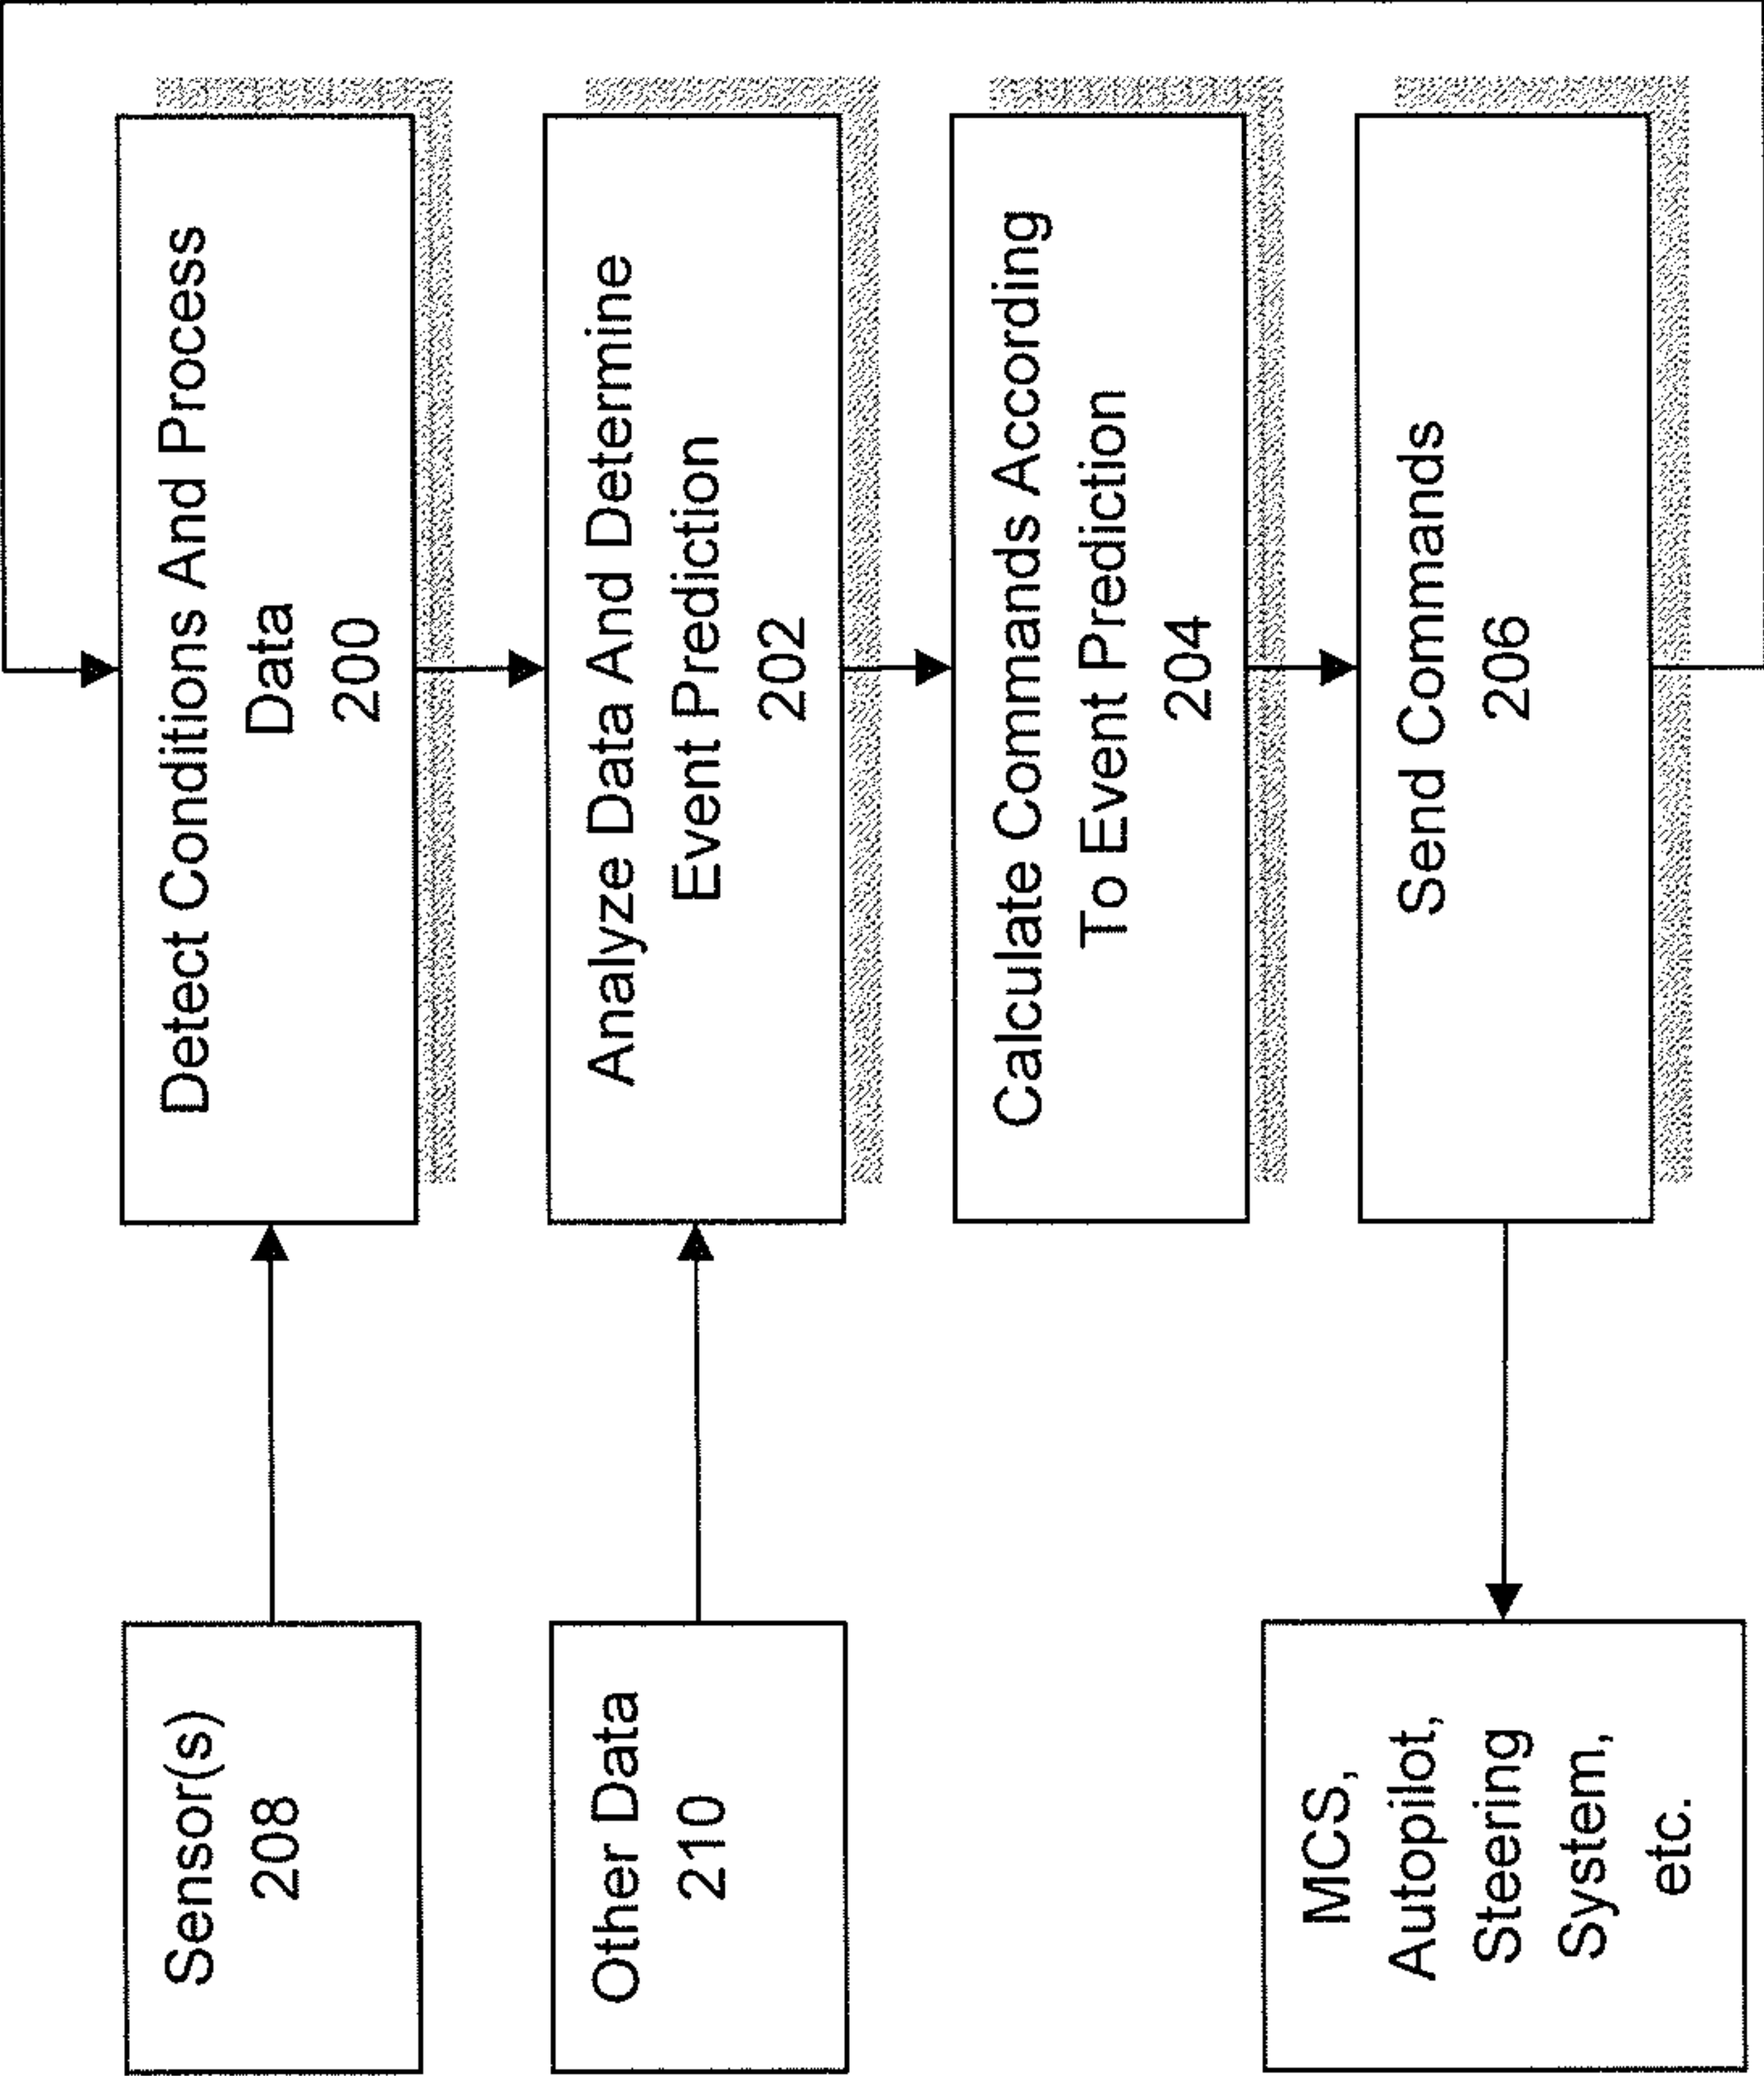 Sensor(s)
208
Detect Conditions And Process
Data
200
Other Data
210
Analyze Data And Determine
Event Prediction
202
Calculate Commands According
To Event Prediction
204
MCS,
Autopilot,
Steering
System,
etc.
Send Commands
206